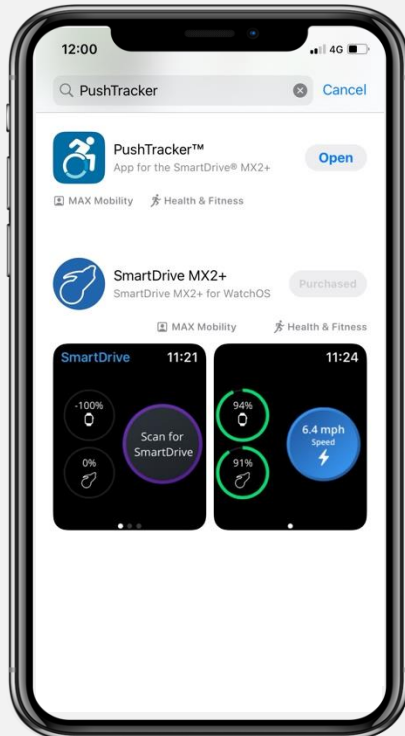 12:00
4G
PushTracker
Cancel
PushTracker™
App for the SmartDrive® MX2+
Open
MAX Mobility
Health & Fitness
SmartDrive MX2+
SmartDrive MX2+ for WatchOS
Purchased
MAX Mobility
Health & Fitness
SmartDrive 11:21
-100%
Scan for
SmartDrive
0%
11:24
94%
6.4 mph
Speed
91%